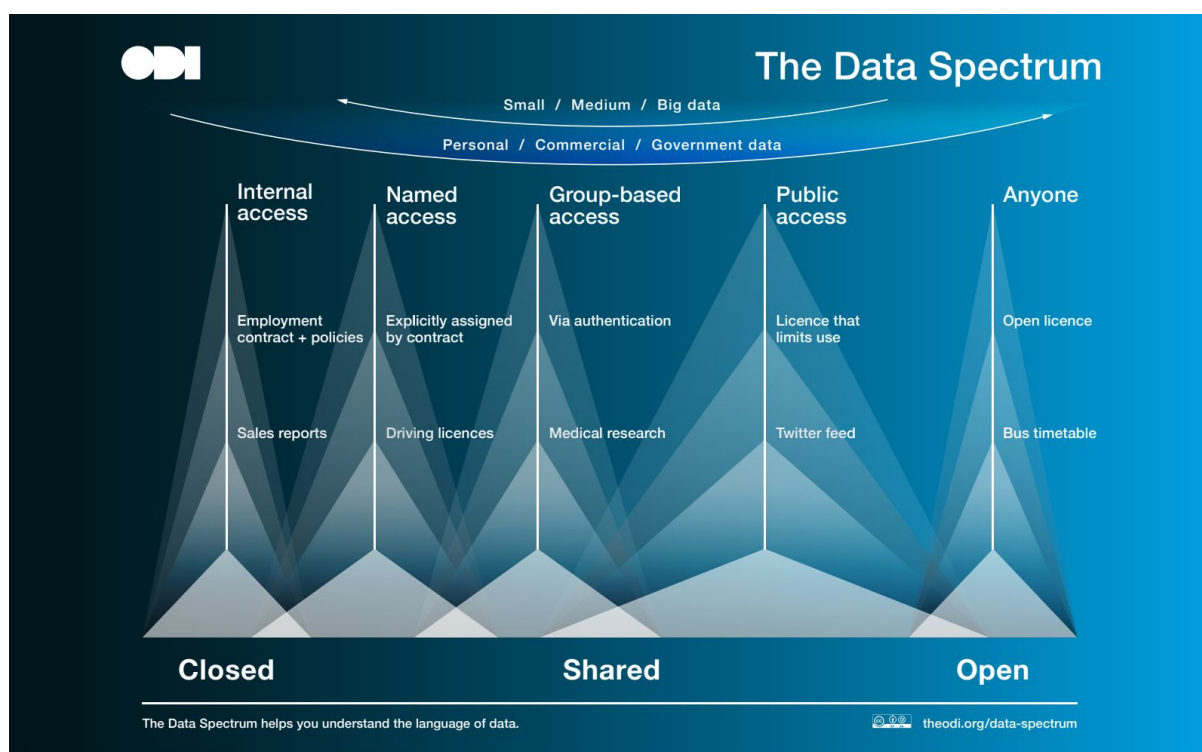 ODI
The Data Spectrum
Small / Medium / Big data
Personal / Commercial / Government data
Internal
access
Named
access
Group-based
access
Public
access
Anyone
Employment
contract + policies
Explicitly assigned
by contract
Via authentication
Licence that
limits use
Open licence
Sales reports
Driving licences
Medical research
Twitter feed
Bus timetable
Closed
Shared
Open
The Data Spectrum helps you understand the language of data.
theodi.org/data-spectrum